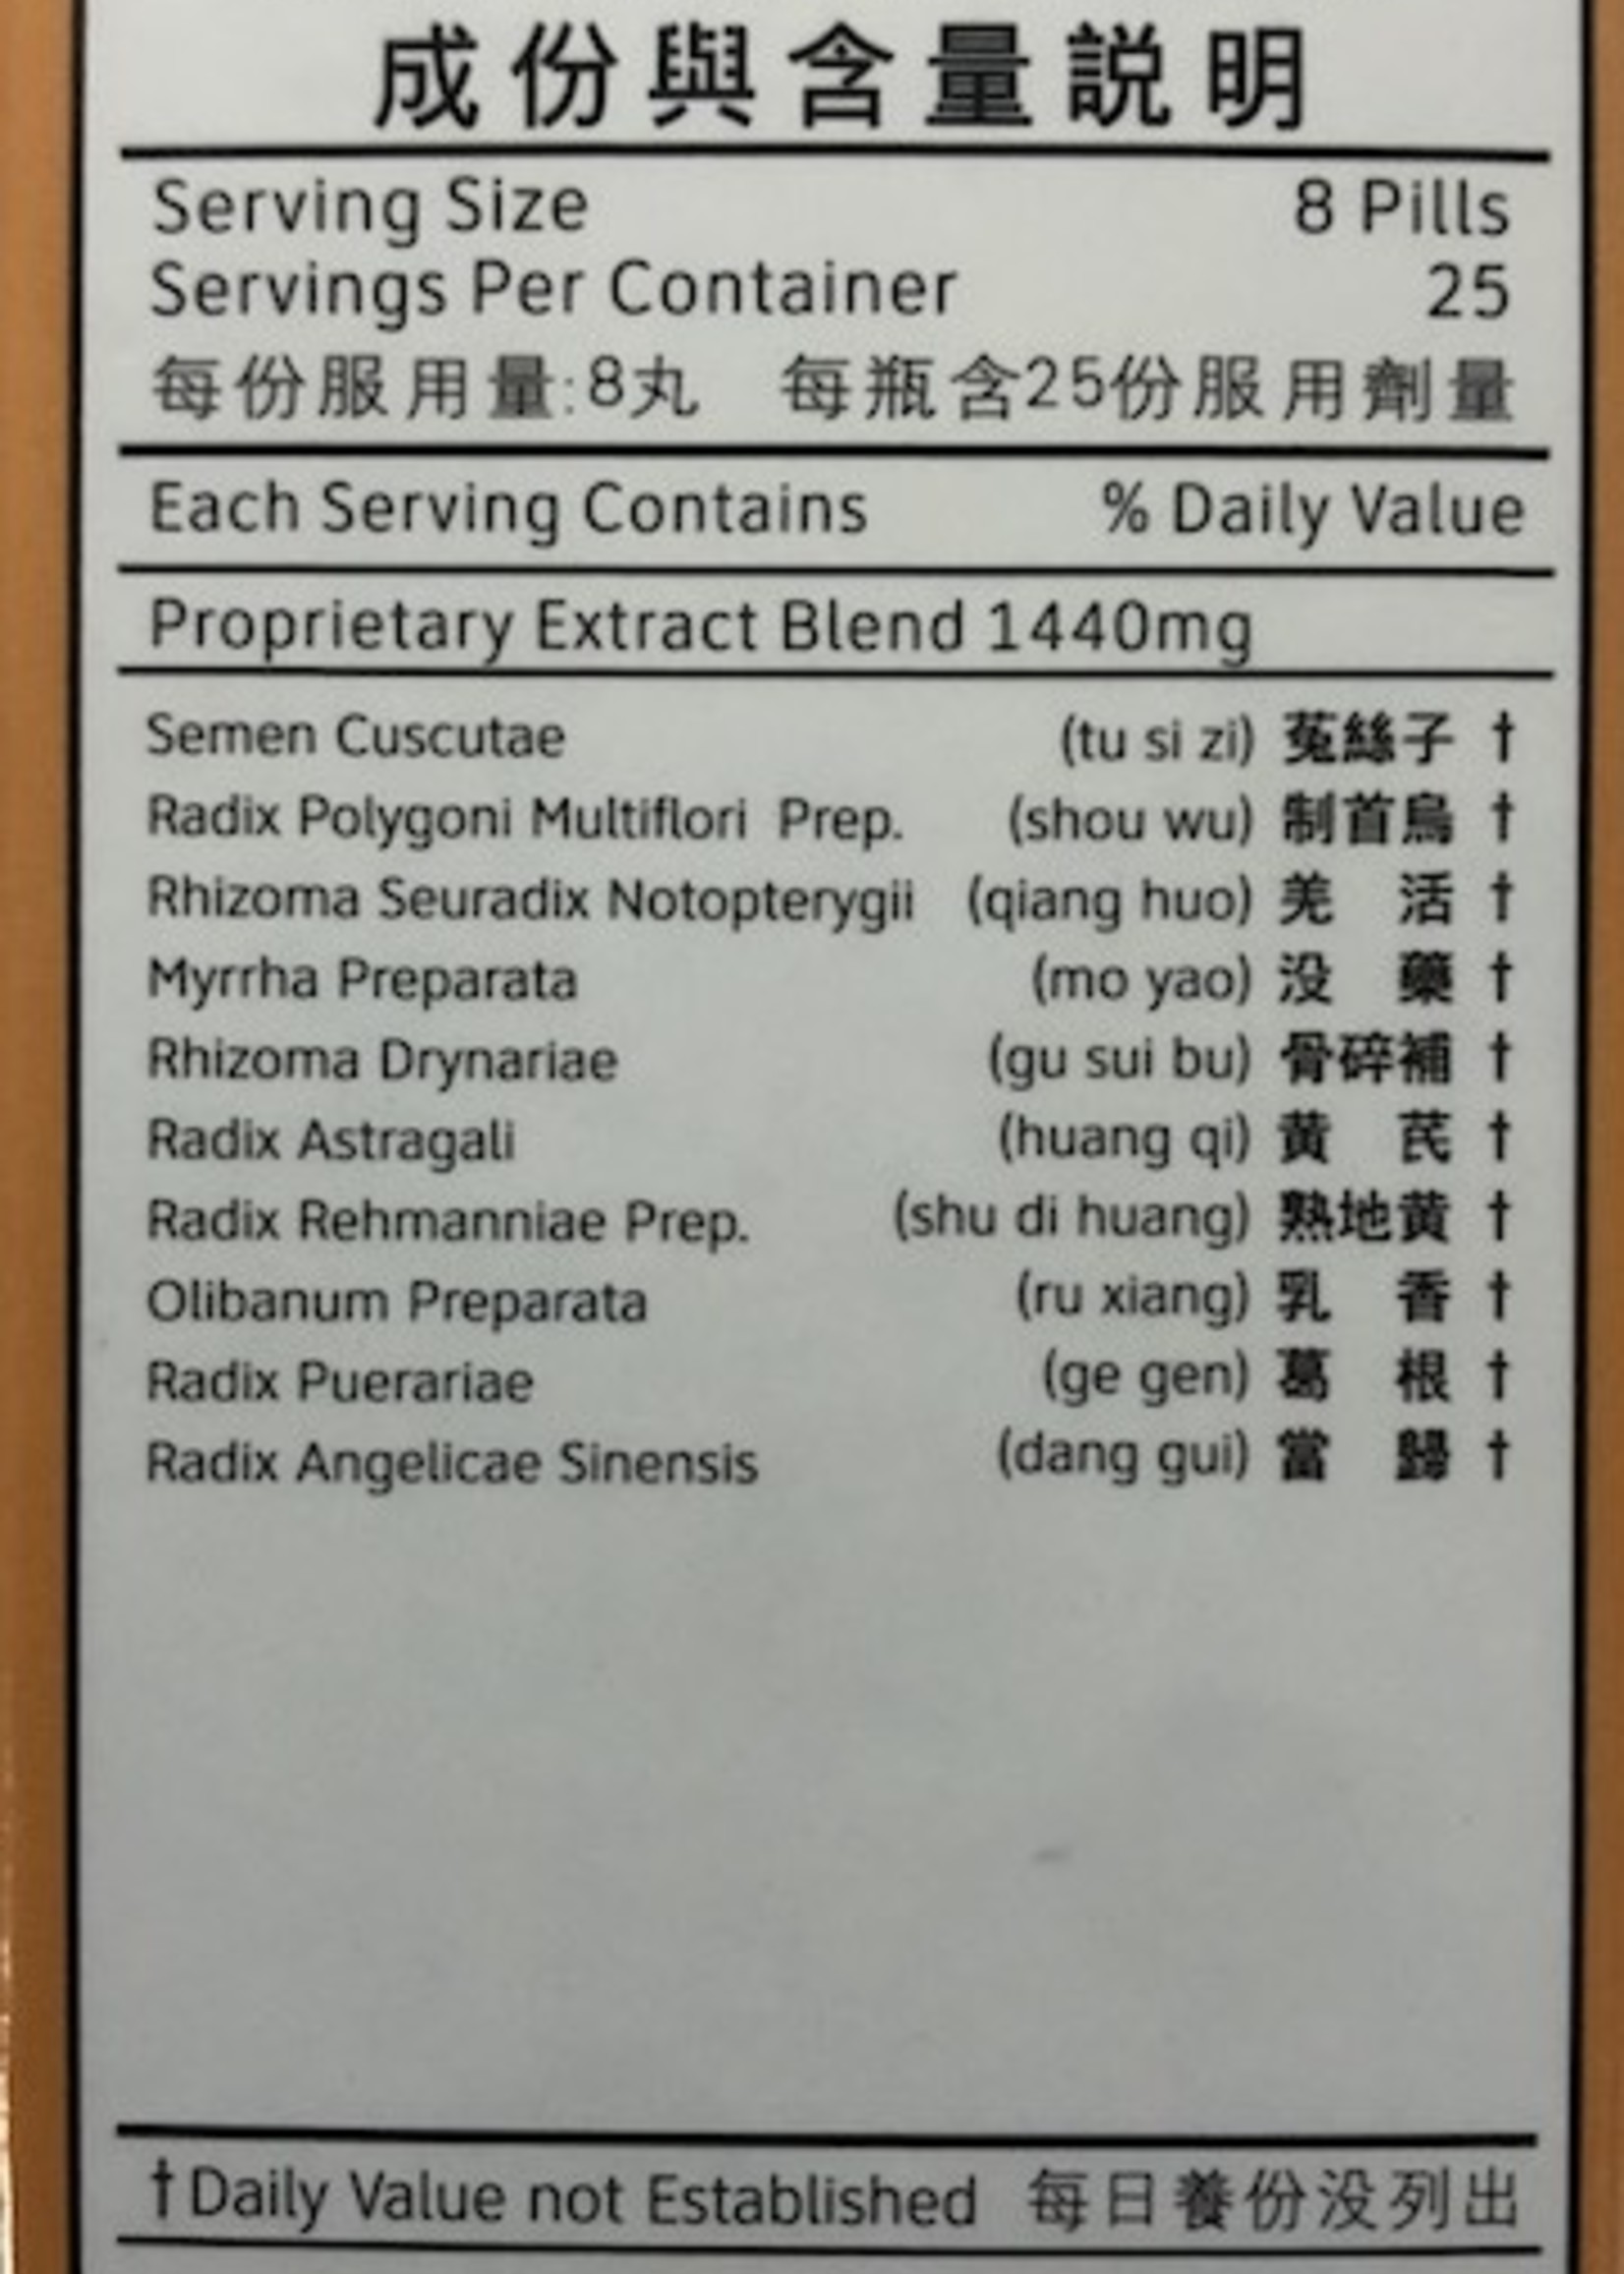 成份與含量説明
Serving Size 8 Pills
Servings Per Container 25
每份服用量:8丸 每瓶含25份服用劑量
Each Serving Contains % Daily Value
Proprietary Extract Blend 1440mg
Semen Cuscutae (tu si zi) 菟絲子 †
Radix Polygoni Multiflori Prep. (shou wu) 制首烏 †
Rhizoma Seuradix Notopterygii (qiang huo) 羌 活 †
Myrrha Preparata (mo yao) 没 藥 †
Rhizoma Drynariae (gu sui bu) 骨碎補 †
Radix Astragali (huang qi) 黄 芪 †
Radix Rehmanniae Prep. (shu di huang) 熟地黄 †
Olibanum Preparata (ru xiang) 乳 香 †
Radix Puerariae (ge gen) 葛 根 †
Radix Angelicae Sinensis (dang gui) 當 歸 †
†Daily Value not Established 每日養份没列出